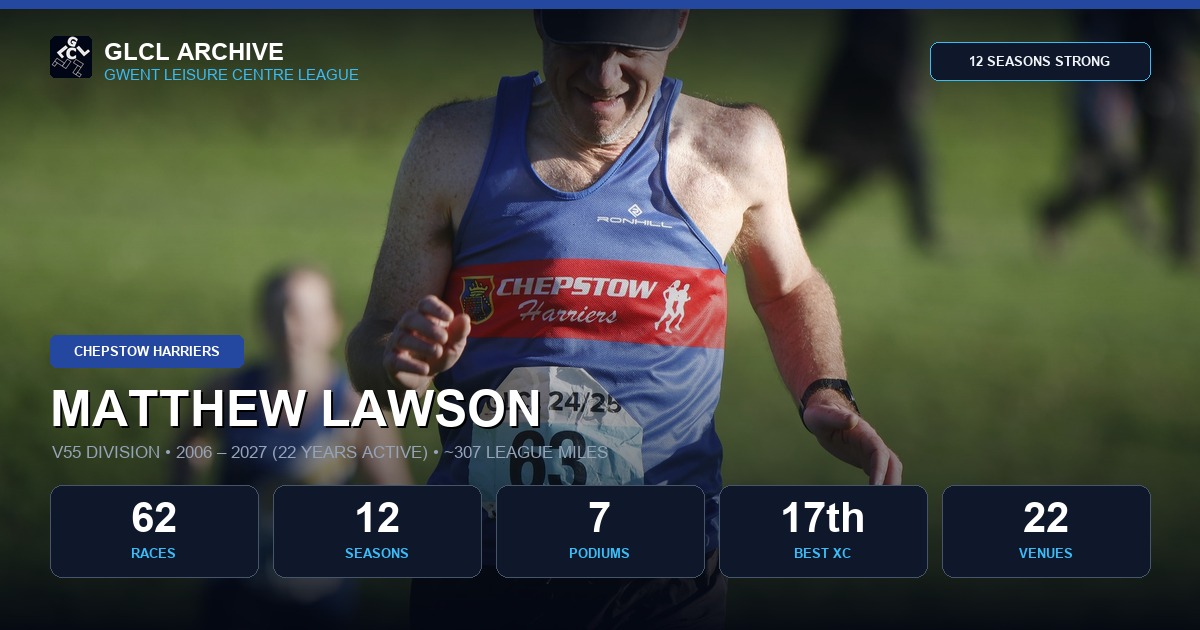 GLCL ARCHIVE
GWENT LEISURE CENTRE LEAGUE
12 SEASONS STRONG
RONHILL
CHEPSTOW
Harriers
CHEPSTOW HARRIERS
MATTHEW LAWSON
24/25
63
V55 DIVISION • 2006 – 2027 (22 YEARS ACTIVE) • ~307 LEAGUE MILES
62
RACES
12
SEASONS
7
PODIUMS
17th
BEST XC
22
VENUES